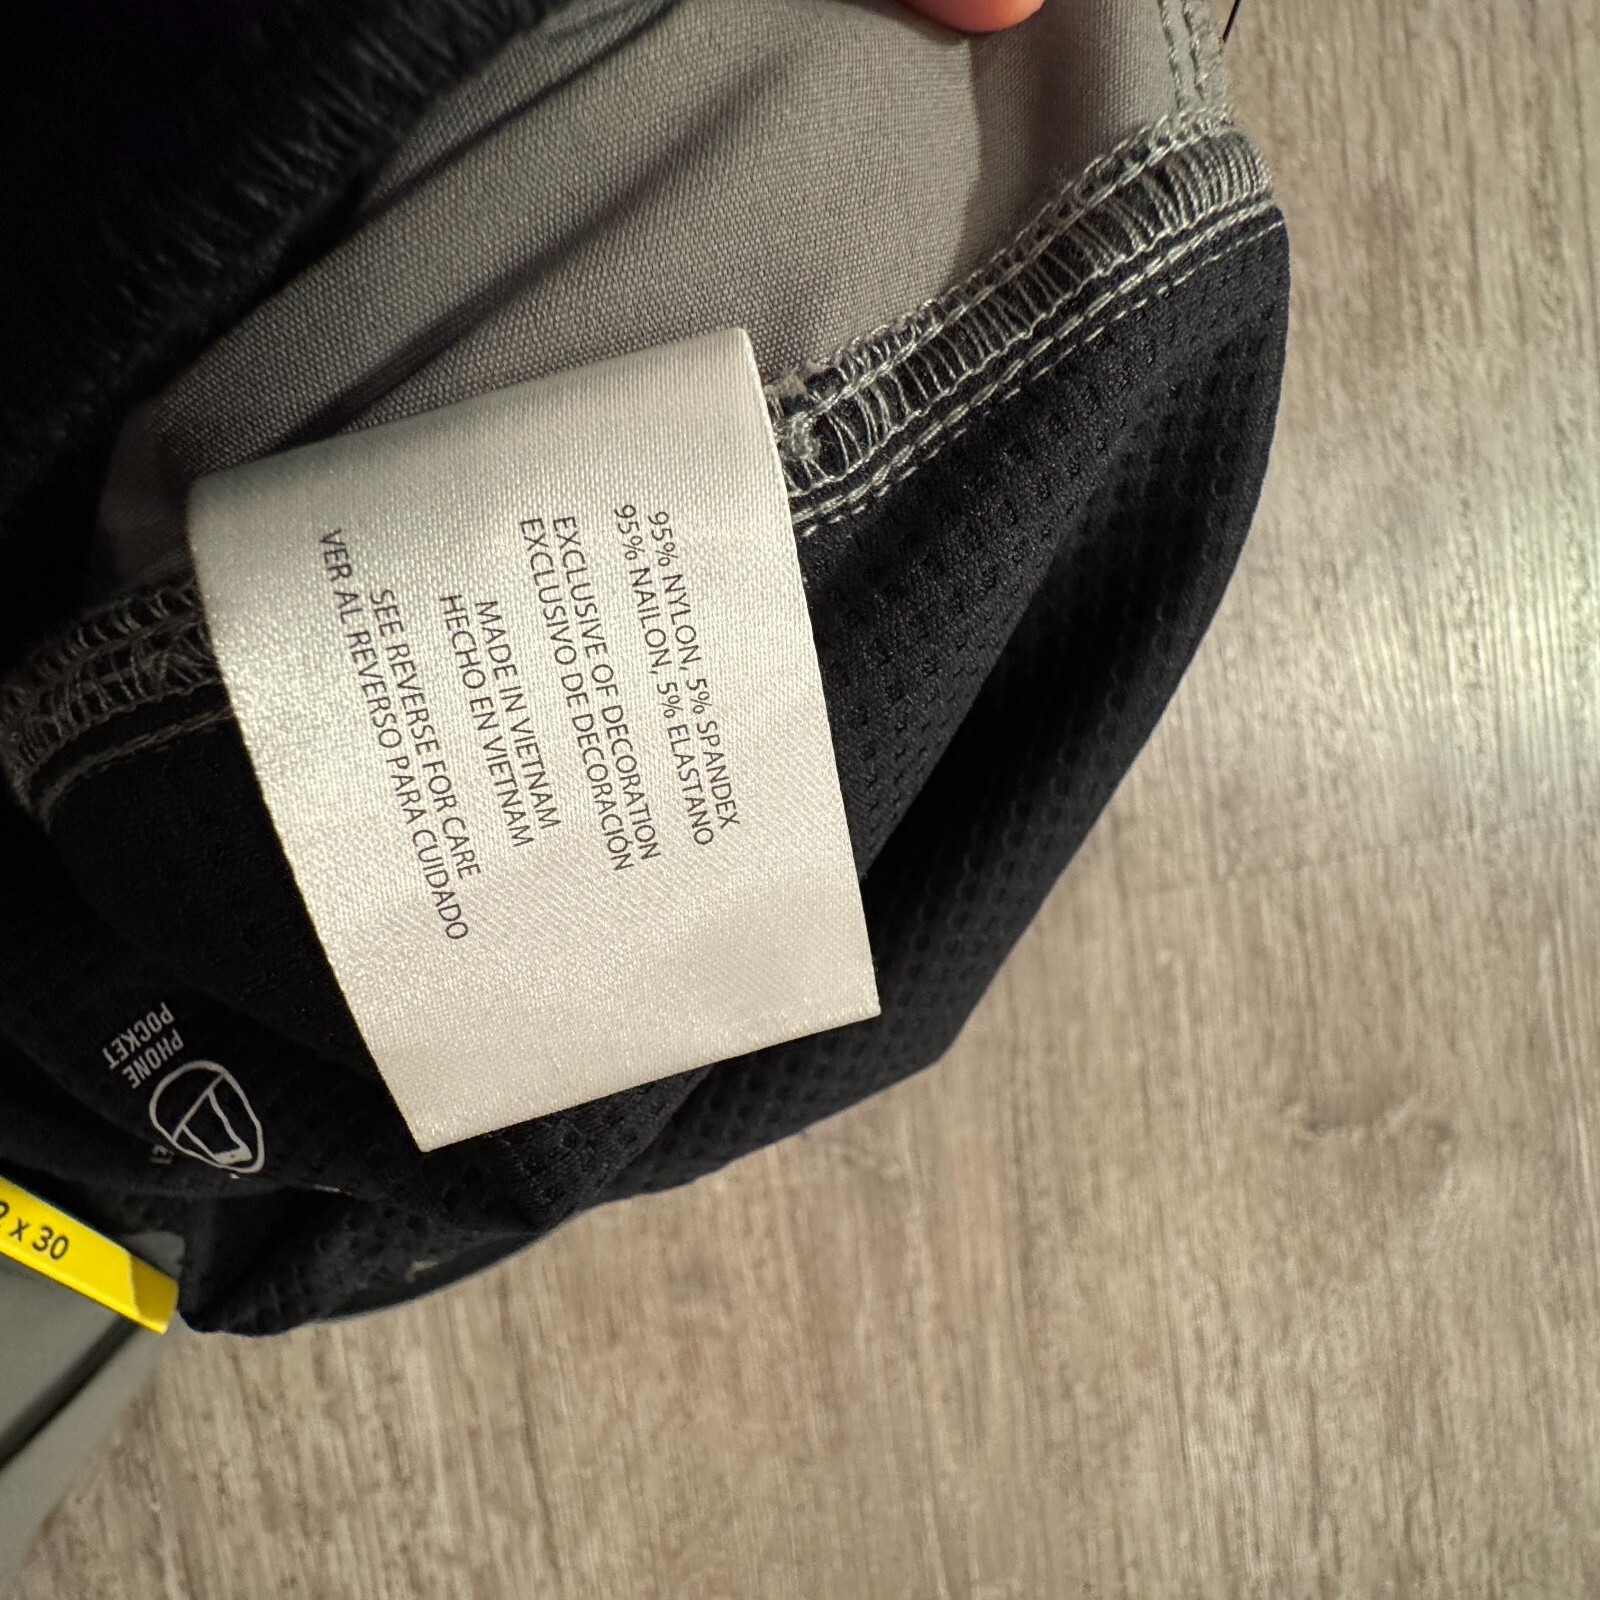 95% NYLON, 5% SPANDEX
95% NAILON, 5% ELASTANO
EXCLUSIVE OF DECORATION
EXCLUSIVO DE DECORACIÓN
MADE IN VIETNAM
HECHO EN VIETNAM
SEE REVERSE FOR CARE
VER AL REVERSO PARA CUIDADO
PHONE
POCKET
x 30